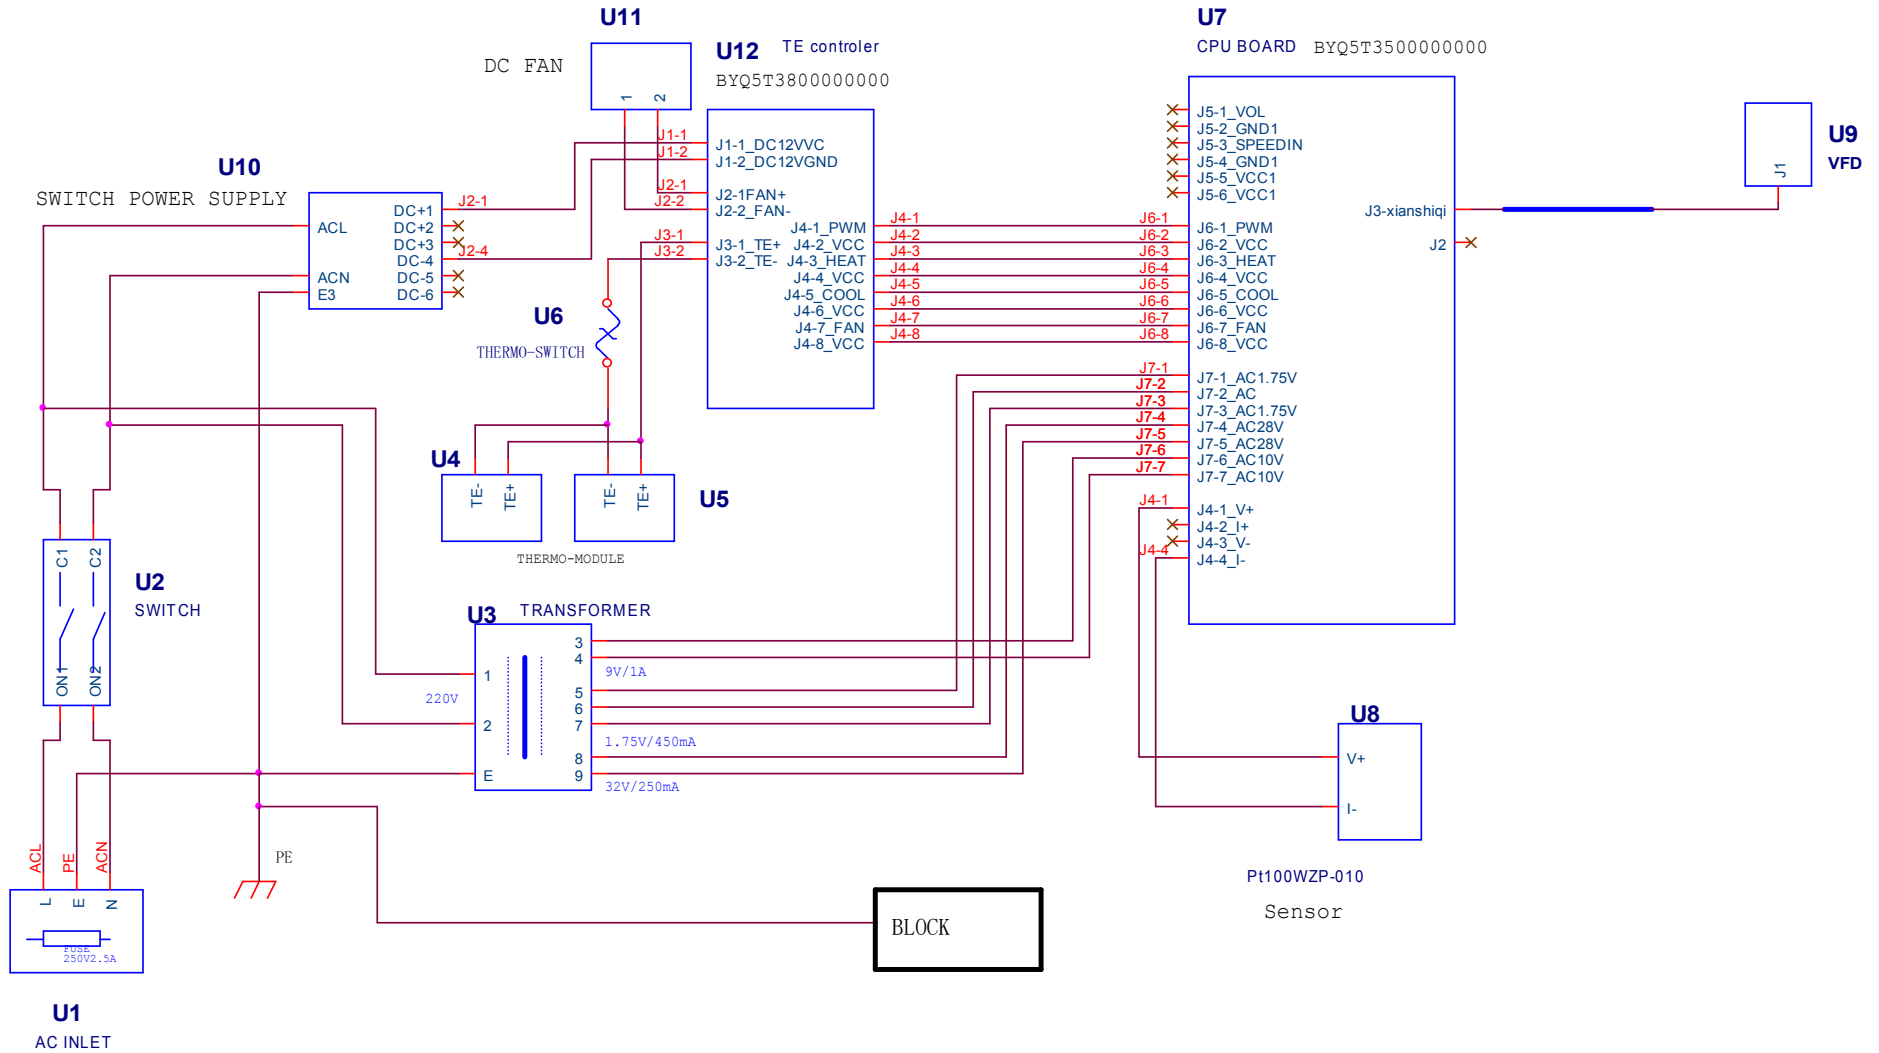 U11
DC FAN
1
2
U12
TE controler
BYQ5T3800000000
J1-1
J1-2
J2-1
J2-2
J3-1
J3-2
J1-1_DC12VVC
J1-2_DC12VGND
J2-1FAN+
J2-2_FAN-
J3-1_TE+
J3-2_TE-
J4-1_PWM
J4-2_VCC
J4-3_HEAT
J4-4_VCC
J4-5_COOL
J4-6_VCC
J4-7_FAN
J4-8_VCC
J4-1
J4-2
J4-3
J4-4
J4-5
J4-6
J4-7
J4-8
U7
CPU BOARD
BYQ5T3500000000
J5-1_VOL
J5-2_GND1
J5-3_SPEEDIN
J5-4_GND1
J5-5_VCC1
J5-6_VCC1
J6-1
J6-2
J6-3
J6-4
J6-5
J6-6
J6-7
J6-8
J6-1_PWM
J6-2_VCC
J6-3_HEAT
J6-4_VCC
J6-5_COOL
J6-6_VCC
J6-7_FAN
J6-8_VCC
J7-1
J7-2
J7-3
J7-4
J7-5
J7-6
J7-7
J7-1_AC1.75V
J7-2_AC
J7-3_AC1.75V
J7-4_AC28V
J7-5_AC28V
J7-6_AC10V
J7-7_AC10V
J4-1
J4-4
J4-1_V+
J4-2_I+
J4-3_V-
J4-4_I-
J3-xianshiqi
J2
J1
U9
VFD
U10
SWITCH POWER SUPPLY
ACL
ACN
E3
DC+1
DC+2
DC+3
DC-4
DC-5
DC-6
J2-1
J2-4
U6
THERMO-SWITCH
U4
TE-
TE+
TE-
TE+
U5
THERMO-MODULE
C1
C2
ON1
ON2
U2
SWITCH
U3
TRANSFORMER
220V
1
2
E
3
4
5
6
7
8
9
9V/1A
1.75V/450mA
32V/250mA
U8
V+
I-
Pt100WZP-010
Sensor
PE
BLOCK
ACL
PE
ACN
L
E
N
FUSE
250V2.5A
U1
AC INLET